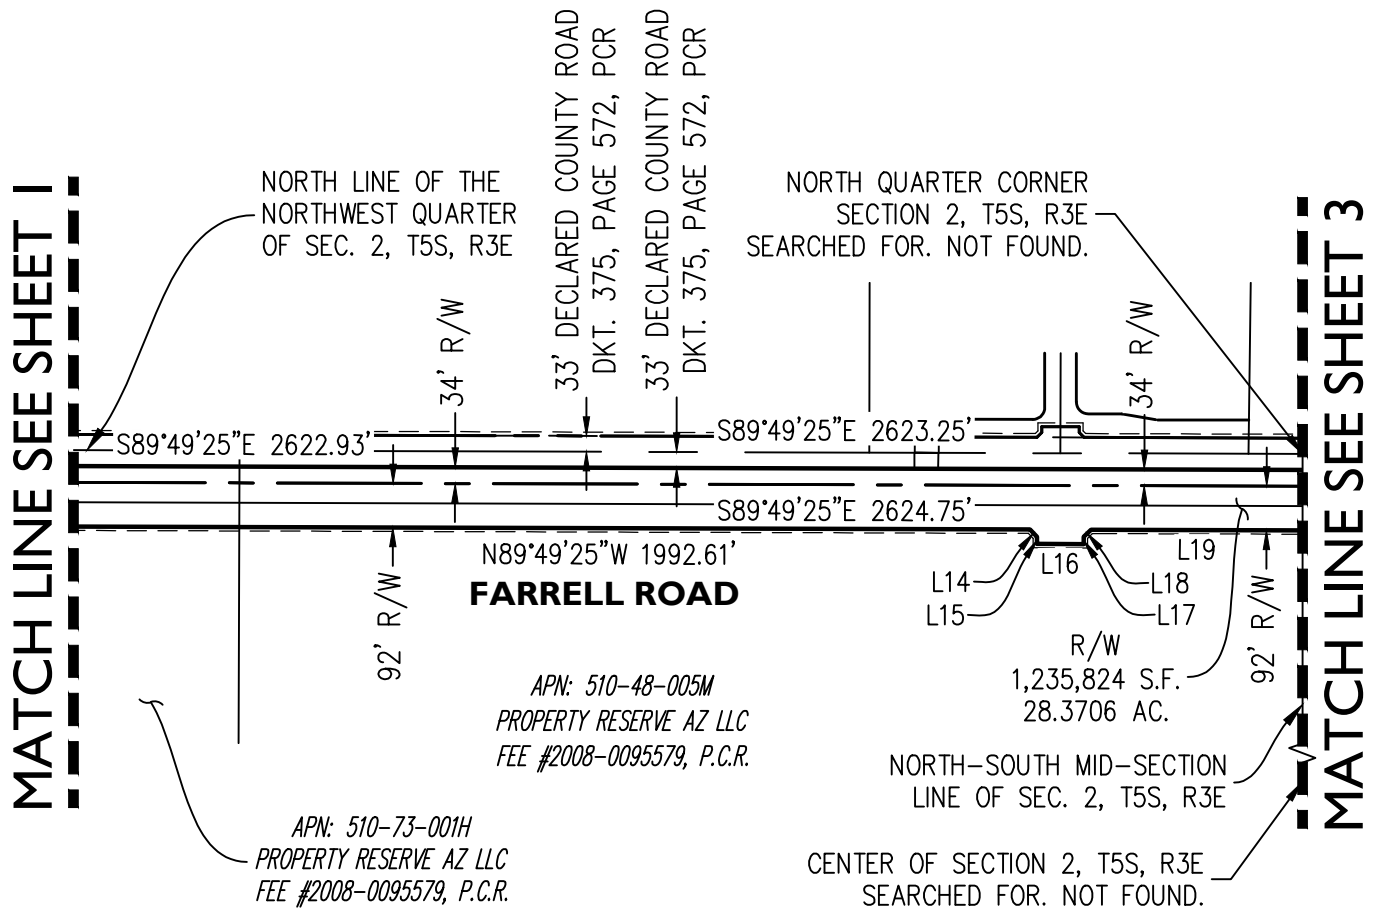 MATCH LINE SEE SHEET 1
NORTH LINE OF THE
NORTHWEST QUARTER
OF SEC. 2, T5S, R3E
34' R/W
33' DECLARED COUNTY ROAD
DKT. 375, PAGE 572, PCR
33' DECLARED COUNTY ROAD
DKT. 375, PAGE 572, PCR
NORTH QUARTER CORNER
SECTION 2, T5S, R3E
SEARCHED FOR. NOT FOUND.
34' R/W
MATCH LINE SEE SHEET 3
S89°49'25"E 2622.93'
S89°49'25"E 2623.25'
S89°49'25"E 2624.75'
N89°49'25"W 1992.61'
FARRELL ROAD
92' R/W
L14
L15
L16
L18
L17
L19
92' R/W
R/W
1,235,824 S.F.
28.3706 AC.
APN: 510-48-005M
PROPERTY RESERVE AZ LLC
FEE #2008-0095579, P.C.R.
NORTH-SOUTH MID-SECTION
LINE OF SEC. 2, T5S, R3E
APN: 510-73-001H
PROPERTY RESERVE AZ LLC
FEE #2008-0095579, P.C.R.
CENTER OF SECTION 2, T5S, R3E
SEARCHED FOR. NOT FOUND.